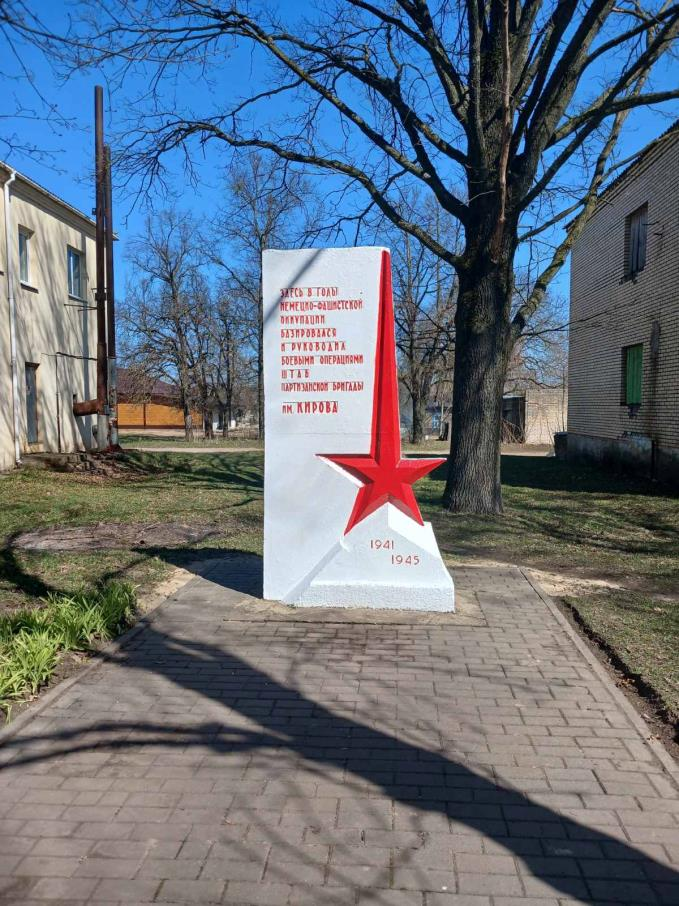 ЗДЕСЬ В ГОДЫ
НЕМЕЦКО-ФАШИСТСКОЙ
ОККУПАЦИИ
БАЗИРОВАЛСЯ
И РУКОВОДИЛ
БОЕВЫМИ ОПЕРАЦИЯМИ
ШТАБ
ПАРТИЗАНСКОЙ БРИГАДЫ
ИМ. КИРОВА
1941
1945